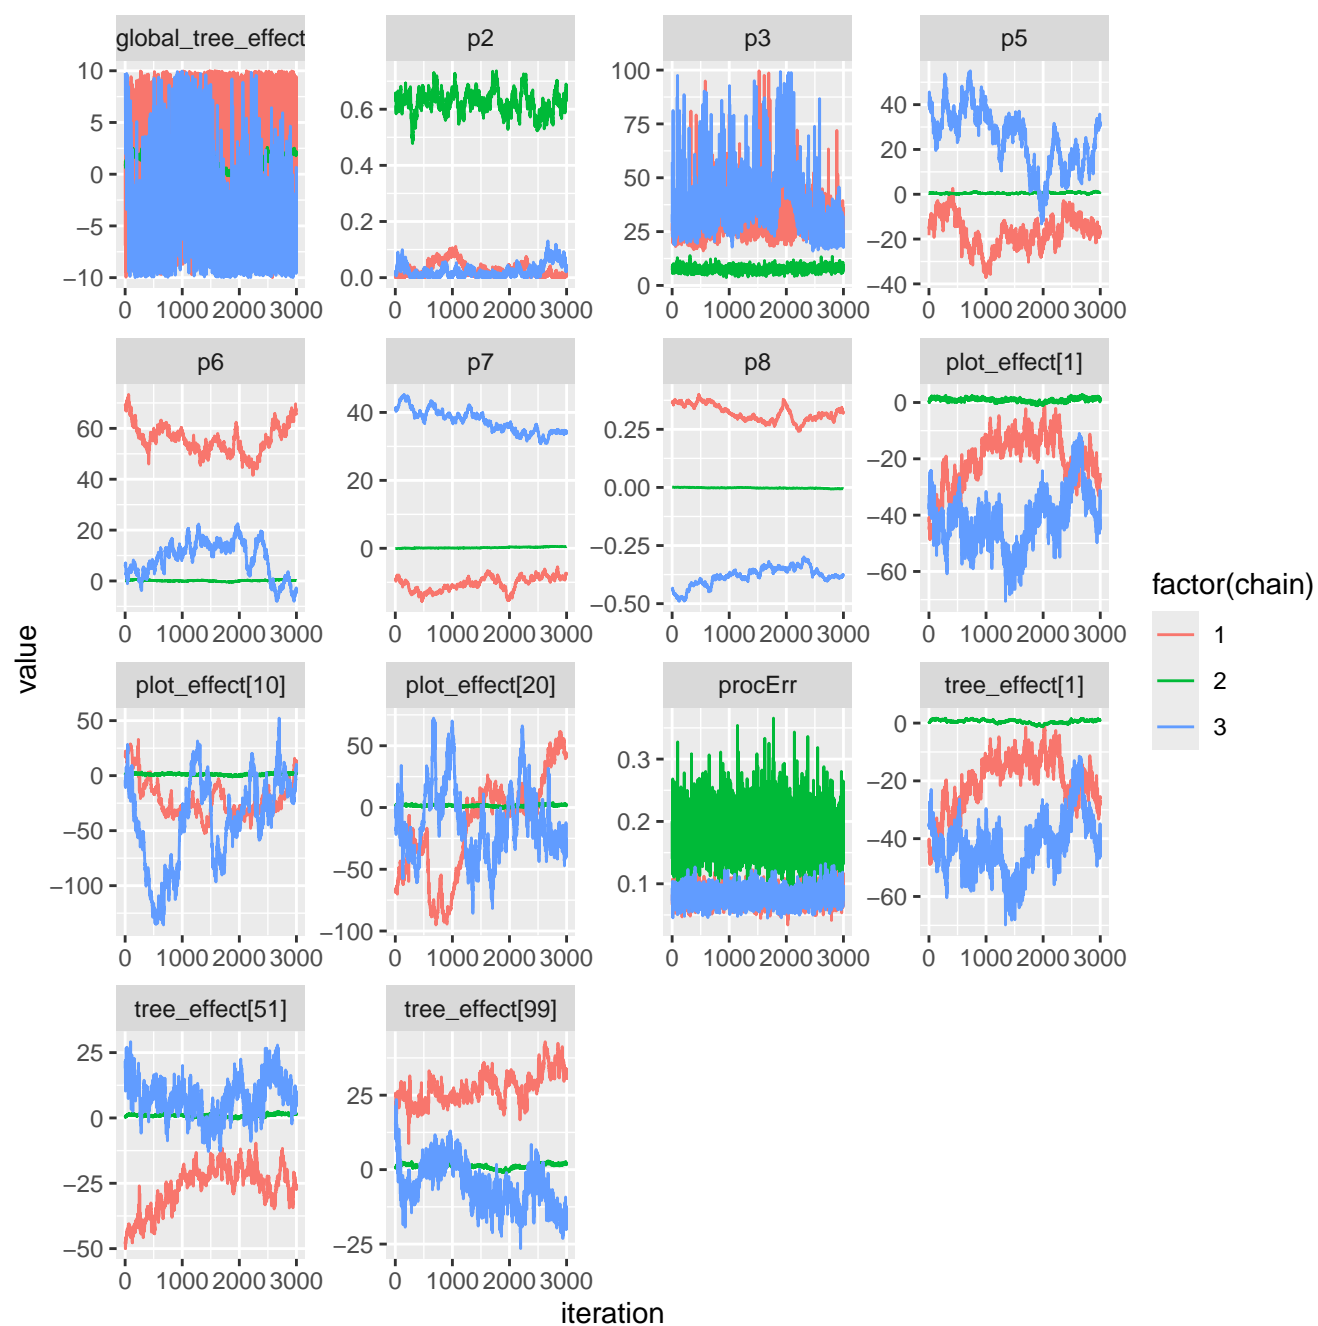 global_tree_effect p2 p3 p5
10 5 0 −5 −10
0.6 0.4 0.2 0.0
100 75 50 25 0
40 20 0 −20 −40
0 1000 2000 3000 0 1000 2000 3000 0 1000 2000 3000 0 1000 2000 3000
p6 p7 p8 plot_effect[1]
60 40 20 0
40 20 0
0.25 0.00 −0.25 −0.50
0 −20 −40 −60
0 1000 2000 3000 0 1000 2000 3000 0 1000 2000 3000 0 1000 2000 3000
plot_effect[10] plot_effect[20] procErr tree_effect[1]
50 0 −50 −100
50 0 −50 −100
0.3 0.2 0.1
0 −20 −40 −60
0 1000 2000 3000 0 1000 2000 3000 0 1000 2000 3000 0 1000 2000 3000
tree_effect[51] tree_effect[99]
25 0 −25 −50
25 0 −25
0 1000 2000 3000 0 1000 2000 3000
iteration
value
factor(chain)
1
2
3